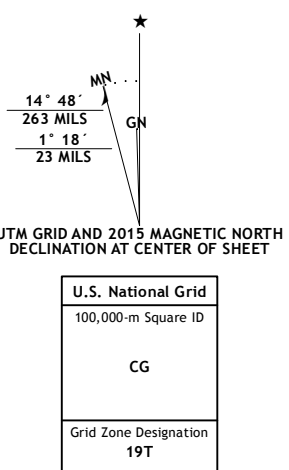 ★
MN
GN
14° 48´
263 MILS
1° 18´
23 MILS
UTM GRID AND 2015 MAGNETIC NORTH
DECLINATION AT CENTER OF SHEET
U.S. National Grid
100,000-m Square ID
CG
Grid Zone Designation
19T